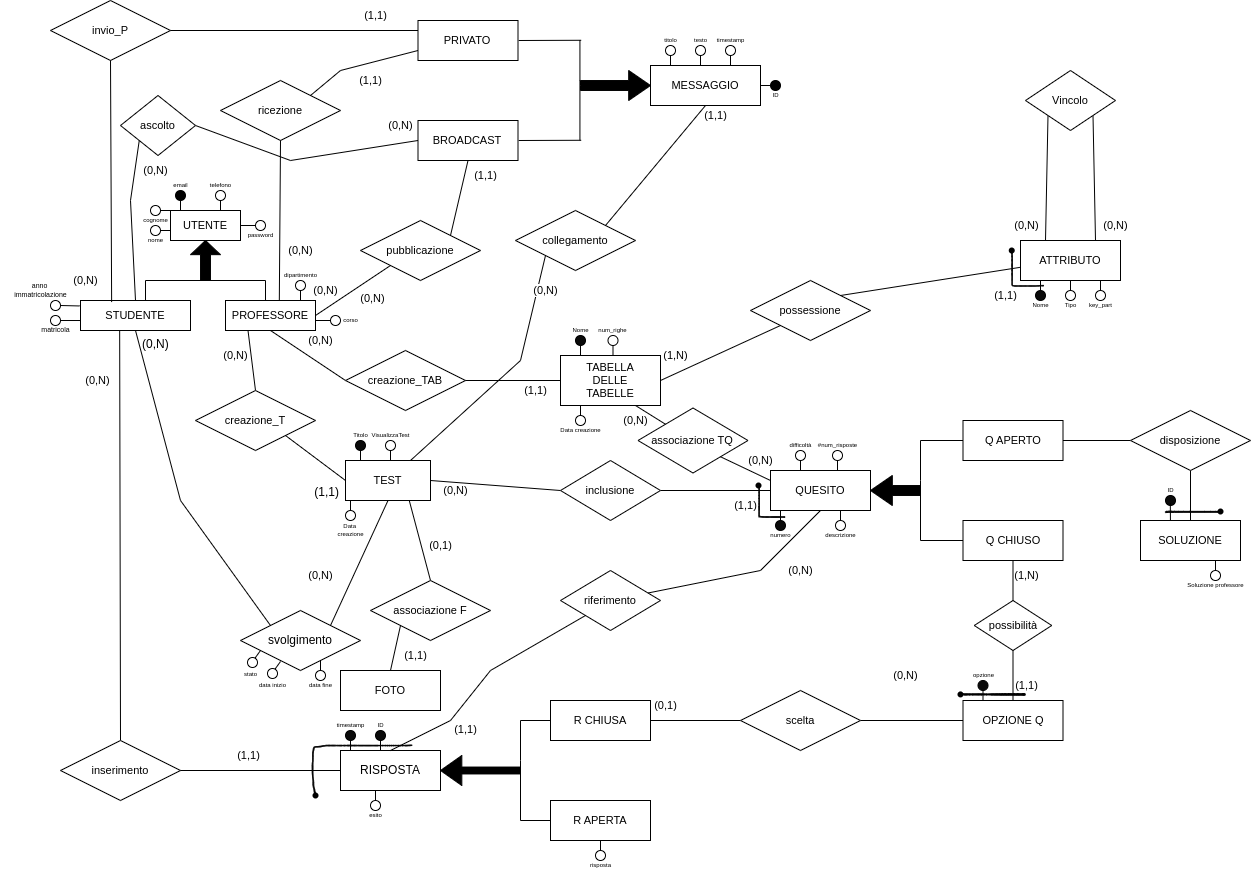 invio_P
(1,1)
PRIVATO
(1,1)
ricezione
titolo
testo
timestamp
MESSAGGIO
ID
(1,1)
Vincolo
ascolto
(0,N)
BROADCAST
(0,N)
(1,1)
email
telefono
cognome
UTENTE
nome
password
(0,N)
pubblicazione
collegamento
(0,N)
(0,N)
ATTRIBUTO
(1,1)
Nome
Tipo
key_part
anno
immatricolazione
(0,N)
dipartimento
(0,N)
(0,N)
(0,N)
matricola
STUDENTE
PROFESSORE
corso
possessione
(0,N)
(0,N)
(0,N)
Nome
num_righe
(1,N)
(0,N)
creazione_TAB
(1,1)
TABELLA
DELLE
TABELLE
Data creazione
(0,N)
creazione_T
Titolo
VisualizzaTest
associazione TQ
(0,N)
difficoltà
#num_risposte
Q APERTO
disposizione
TEST
(1,1)
(0,N)
inclusione
(1,1)
QUESITO
numero
descrizione
ID
Data
creazione
Q CHIUSO
SOLUZIONE
Soluzione professore
(0,1)
(0,N)
(0,N)
(1,N)
riferimento
associazione F
possibilità
svolgimento
stato
data inizio
data fine
(1,1)
FOTO
(0,N)
opzione
(1,1)
timestamp
ID
(1,1)
R CHIUSA
(0,1)
scelta
OPZIONE Q
inserimento
(1,1)
RISPOSTA
esito
R APERTA
risposta